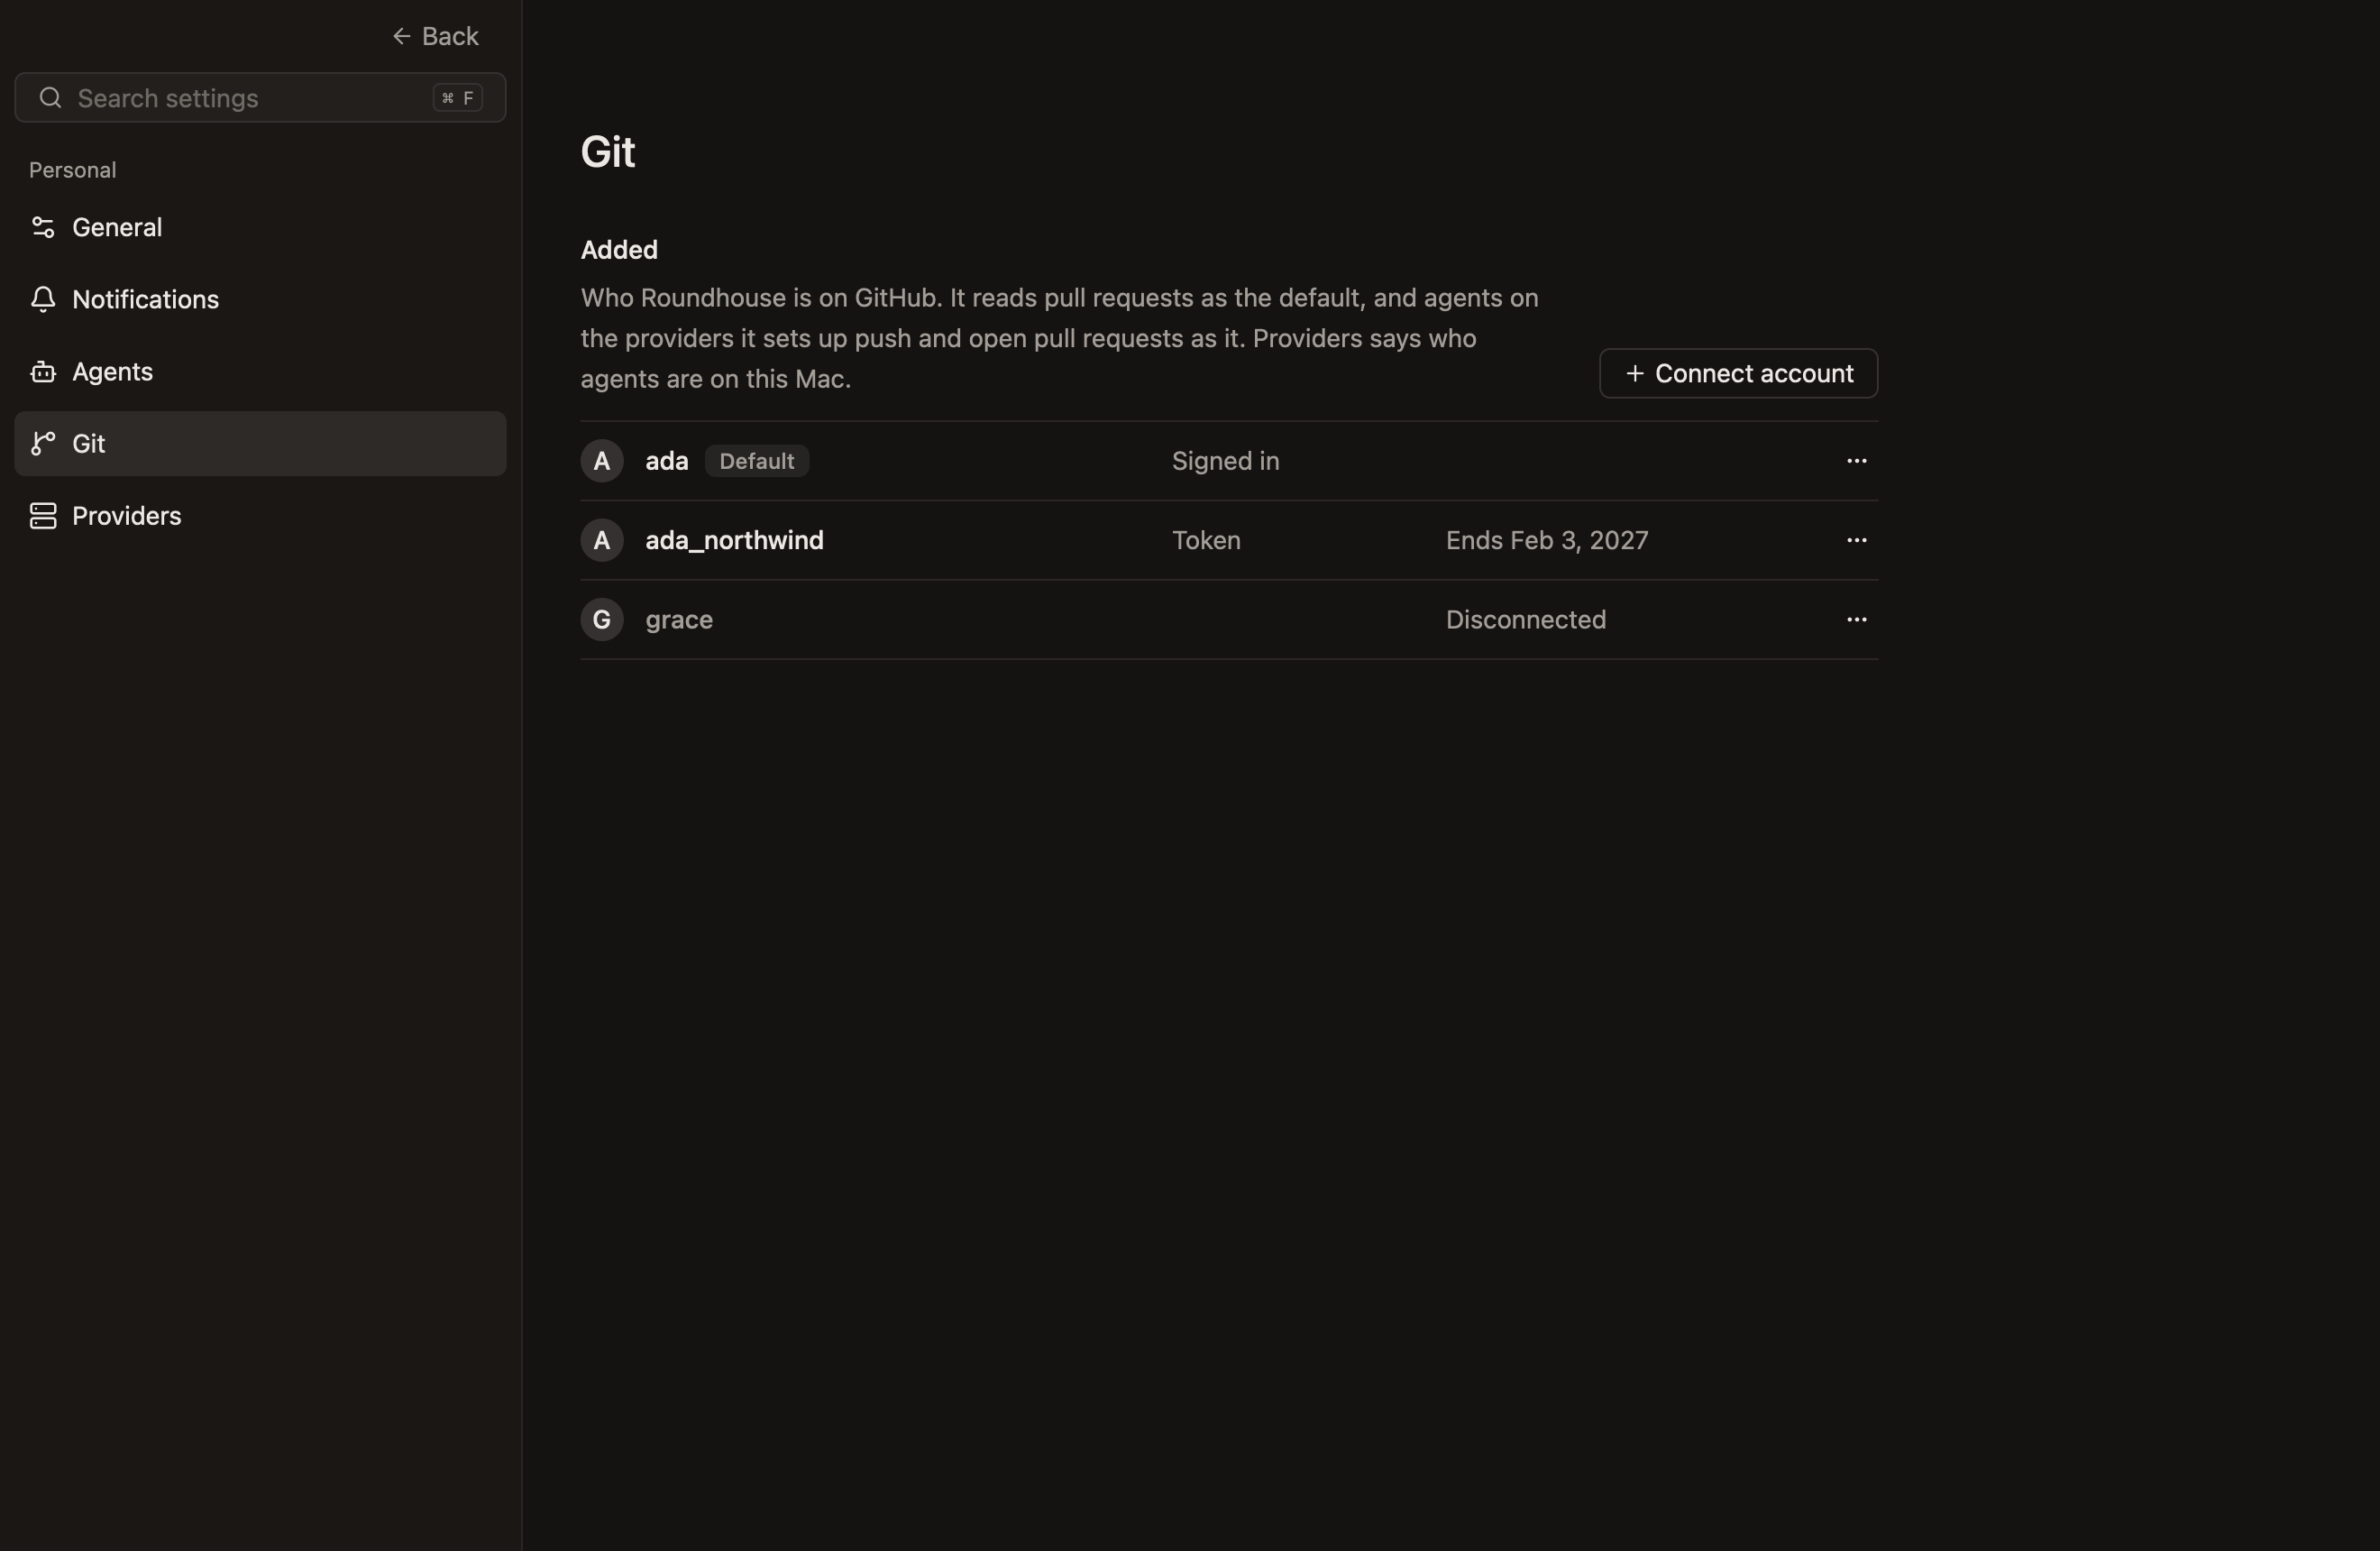 Back
Search settings
⌘ F
Personal
General
Notifications
Agents
Git
Providers
Git
Added
Who Roundhouse is on GitHub. It reads pull requests as the default, and agents on
the providers it sets up push and open pull requests as it. Providers says who
agents are on this Mac.
Connect account
A ada Default Signed in
A ada_northwind Token Ends Feb 3, 2027
G grace Disconnected